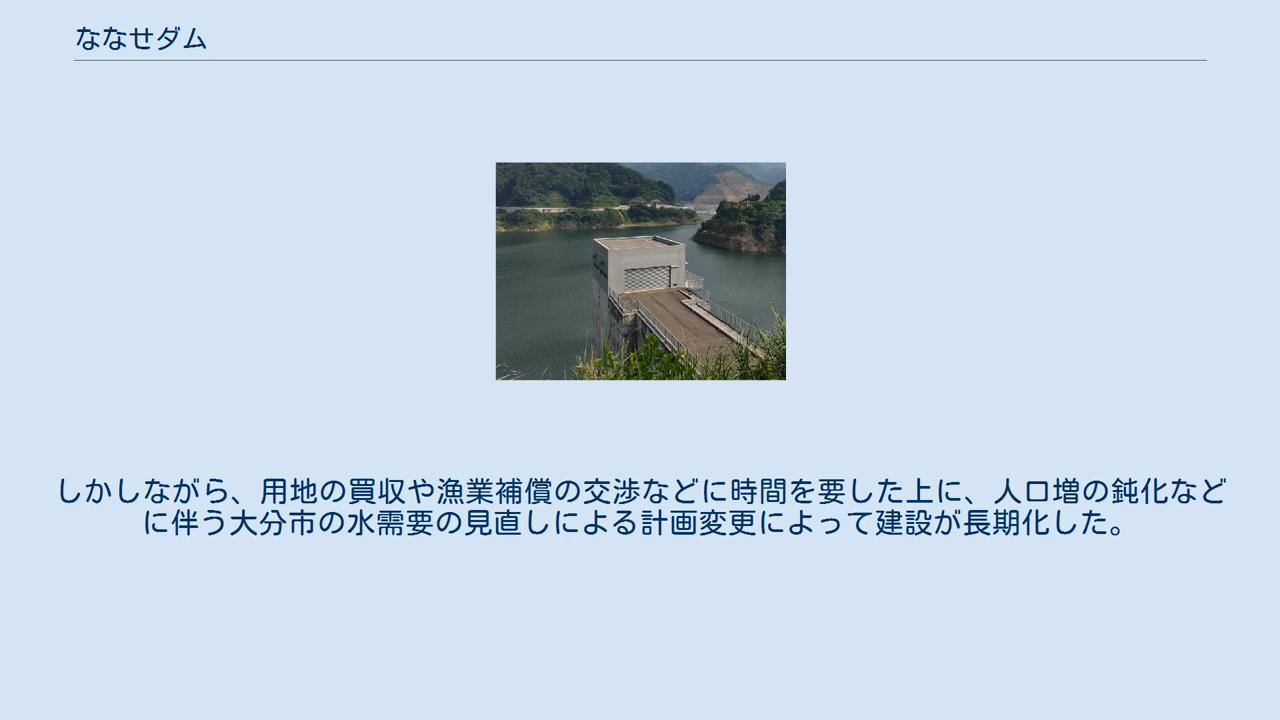 ななせダム
しかしながら、用地の買収や漁業補償の交渉などに時間を要した上に、人口増の鈍化など
に伴う大分市の水需要の見直しによる計画変更によって建設が長期化した。